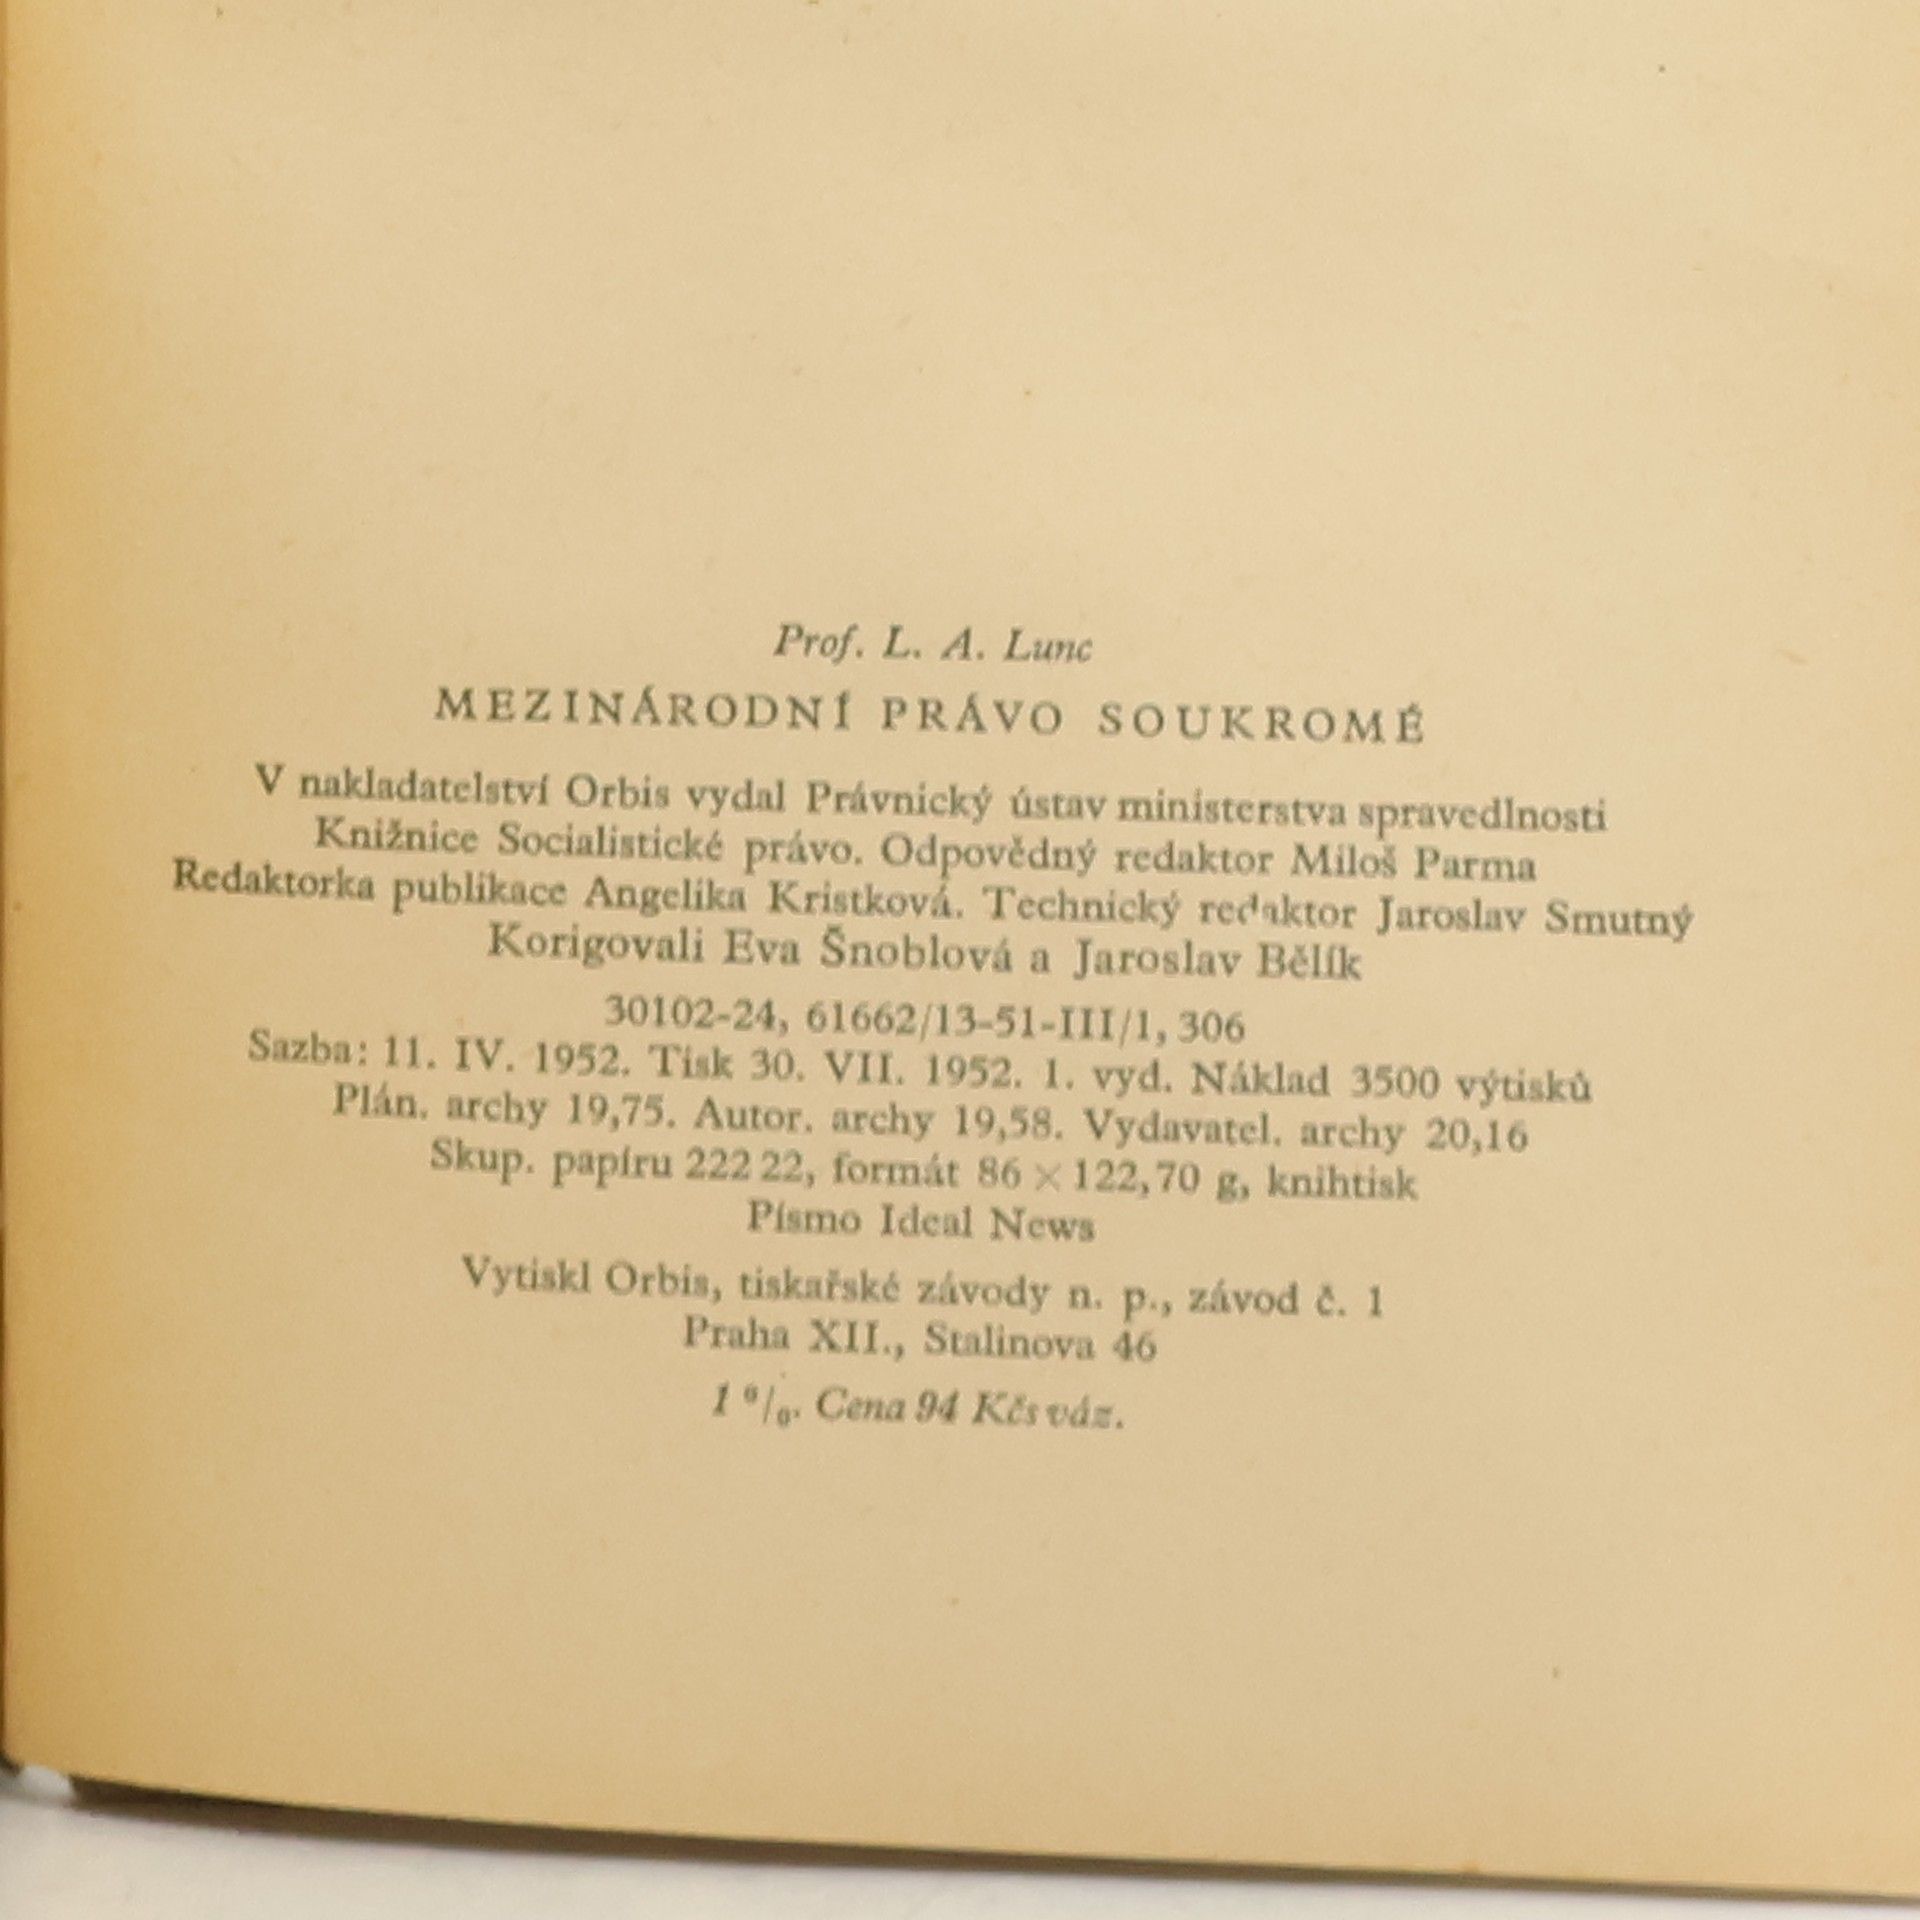 Prof. L. A. Lunc
MEZINÁRODNÍ PRÁVO SOUKROMÉ
V nakladatelství Orbis vydal Právnický ústav ministerstva spravedlnosti
Knižnice Socialistické právo. Odpovědný redaktor Miloš Parma
Redaktorka publikace Angelika Kristková. Technický redaktor Jaroslav Smutný
Korigovali Eva Šnoblová a Jaroslav Bělík
30102-24, 61662/13-51-III/1, 306
Sazba: 11. IV. 1952. Tisk 30. VII. 1952. 1. vyd. Náklad 3500 výtisků
Plán. archy 19,75. Autor. archy 19,58. Vydavatel. archy 20,16
Skup. papíru 222 22, formát 86 × 122,70 g, knihtisk
Písmo Ideal News
Vytiskl Orbis, tiskařské závody n. p., závod č. 1
Praha XII., Stalinova 46
1 %. Cena 94 Kčs váz.